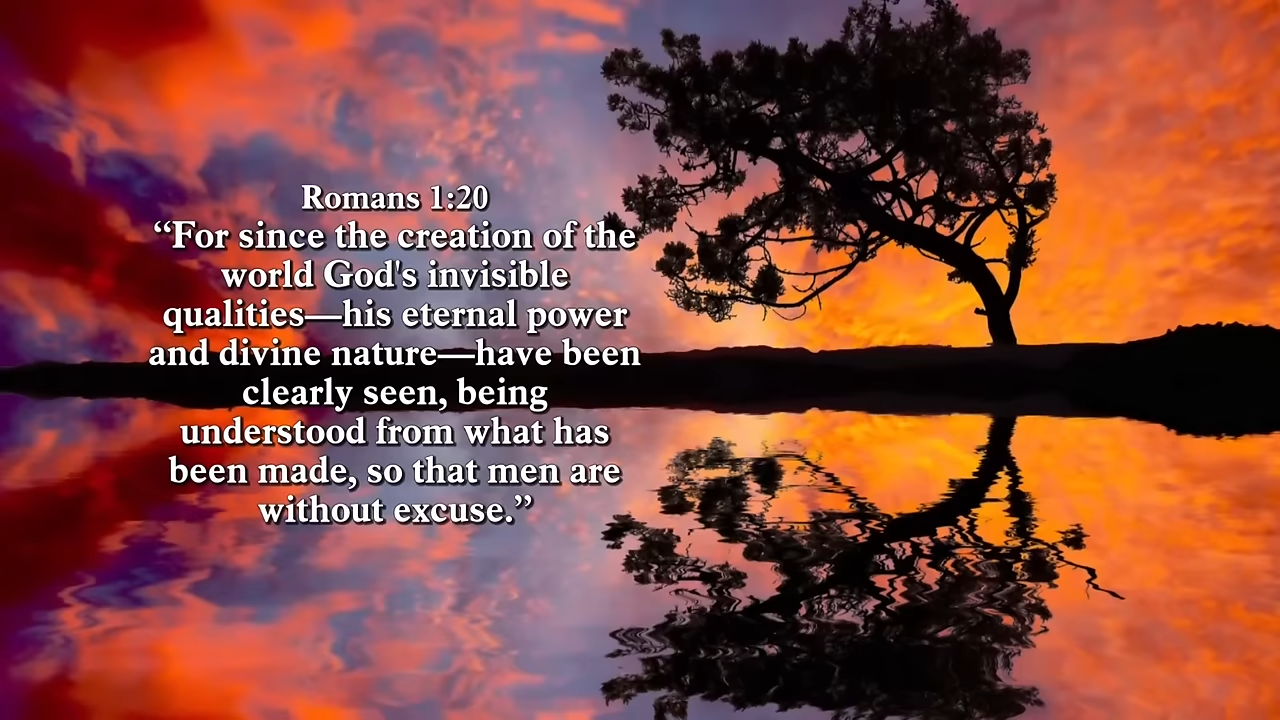 Romans 1:20
“For since the creation of the
world God's invisible
qualities—his eternal power
and divine nature—have been
clearly seen, being
understood from what has
been made, so that men are
without excuse.”